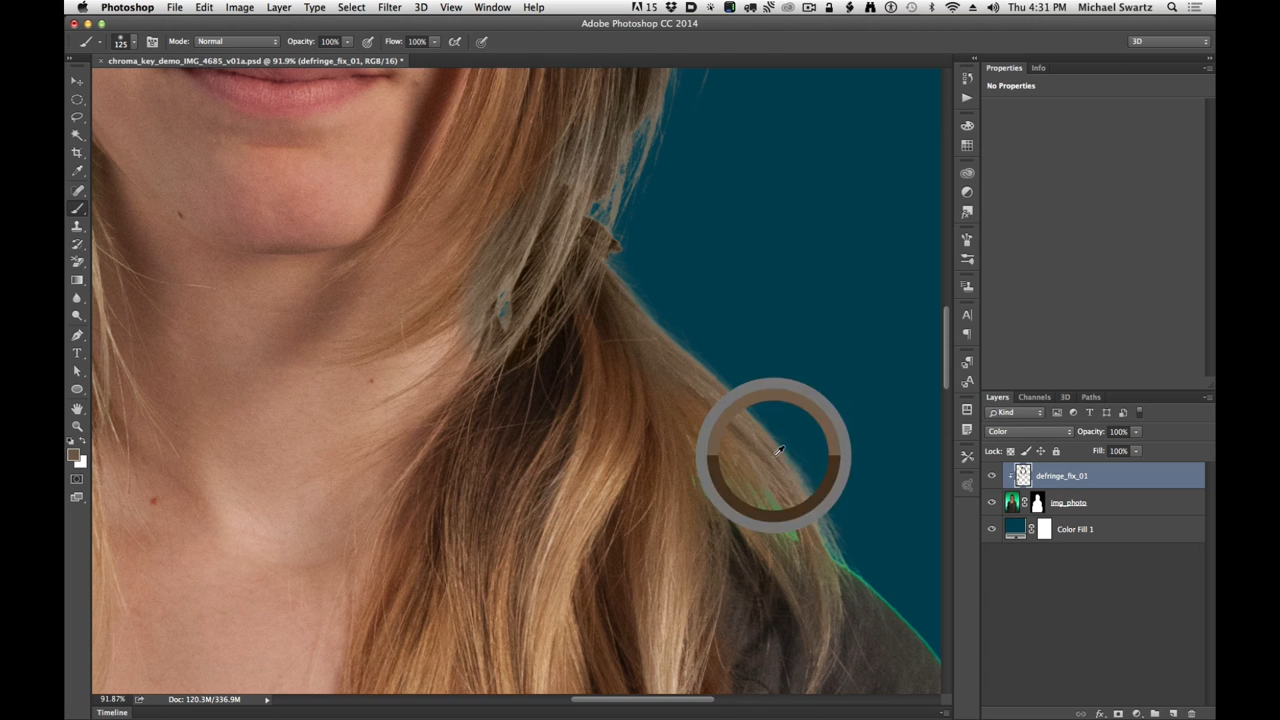 Photoshop File Edit Image Layer Type Select Filter 3D View Window Help 15 Thu 4:31 PM Michael Swartz
Adobe Photoshop CC 2014
125 Mode: Normal Opacity: 100% Flow: 100% 3D
× chroma_key_demo_IMG_4685_v01a.psd @ 91.9% (defringe_fix_01, RGB/16) *
Properties Info
No Properties
Layers Channels 3D Paths
Kind
Color Opacity: 100%
Lock: Fill: 100%
defringe_fix_01
img_photo
Color Fill 1
91.87% Doc: 120.3M/336.9M
Timeline